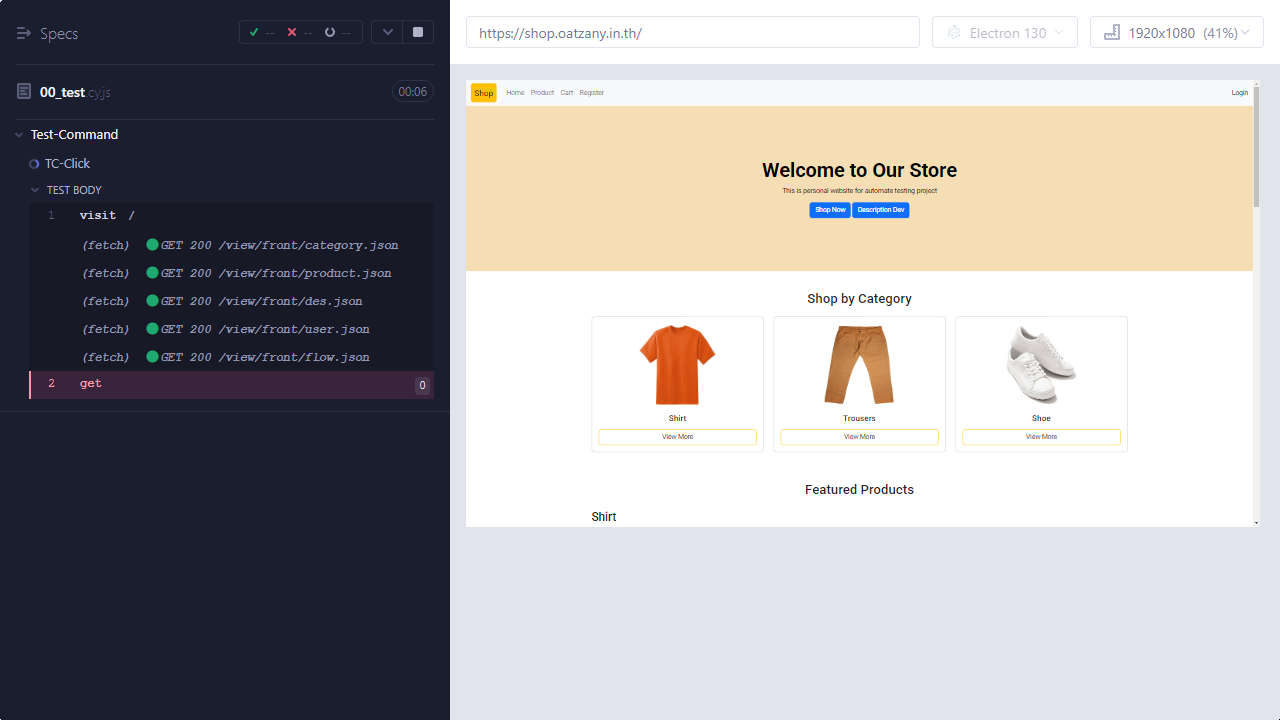 Specs
-- -- --
https://shop.oatzany.in.th/
Electron 130
1920x1080 (41%)
00_test.cy.js
00:06
Test-Command
TC-Click
TEST BODY
1 visit /
(fetch) GET 200 /view/front/category.json
(fetch) GET 200 /view/front/product.json
(fetch) GET 200 /view/front/des.json
(fetch) GET 200 /view/front/user.json
(fetch) GET 200 /view/front/flow.json
2 get 0
Shop Home Product Cart Register Login
Welcome to Our Store
This is personal website for automate testing project
Shop Now Description Dev
Shop by Category
Shirt Trousers Shoe
View More View More View More
Featured Products
Shirt